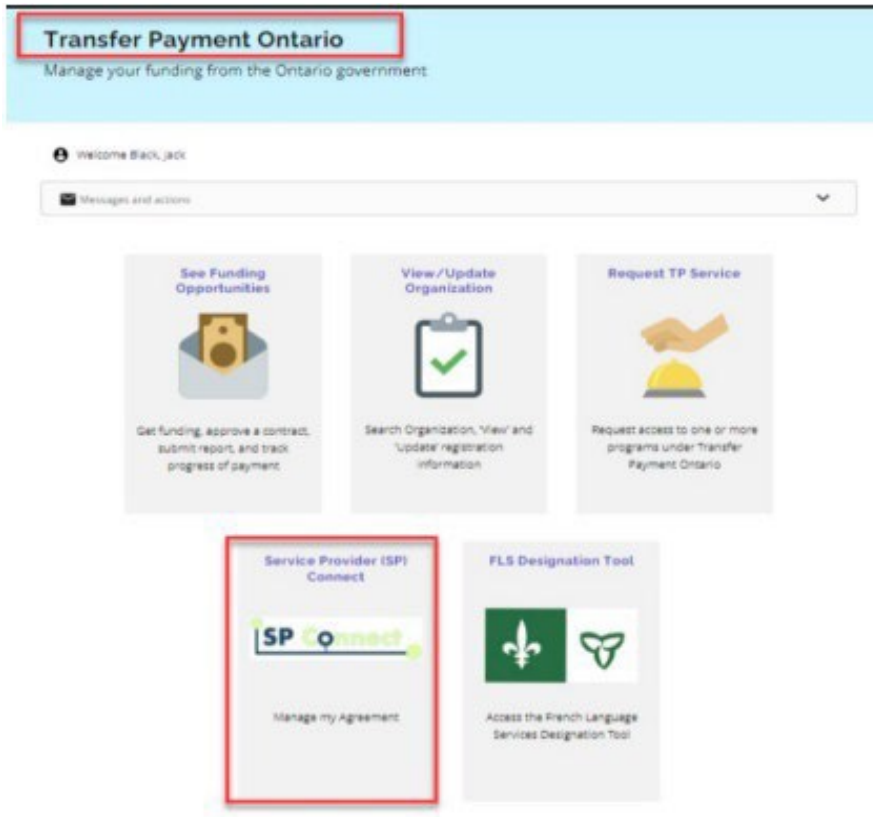 Transfer Payment Ontario
Manage your funding from the Ontario government
Welcome Black, jack
Messages and actions
See Funding
Opportunities
View/Update
Organization
Request TP Service
Get funding, approve a contract,
submit report, and track
progress of payment
Search Organization, 'View' and
'Update' registration
information
Request access to one or more
programs under Transfer
Payment Ontario
Service Provider (SP)
Connect
FLS Designation Tool
SP Connect
Manage my Agreement
Access the French Language
Services Designation Tool